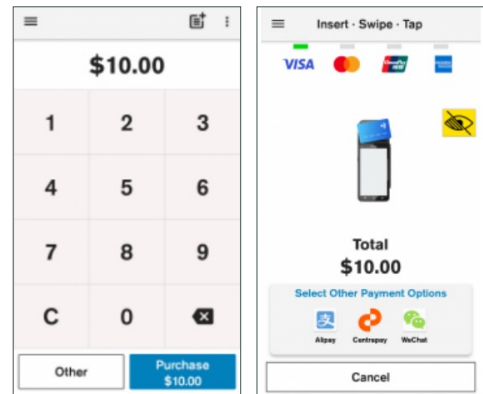 $10.00
1 2 3
4 5 6
7 8 9
C 0
Other
Purchase
$10.00
Insert · Swipe · Tap
VISA
Total
$10.00
Select Other Payment Options
Alipay Centrapay WeChat
Cancel